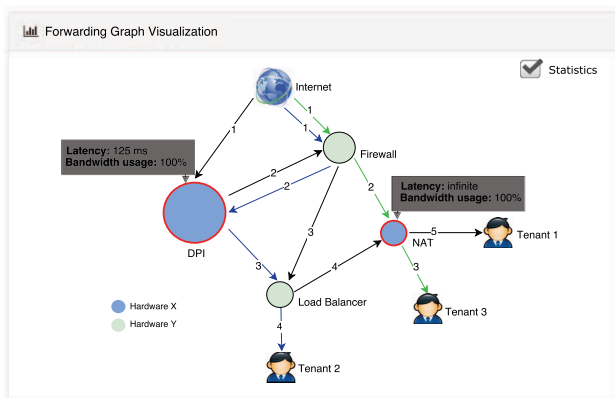 Forwarding Graph Visualization
Statistics
Internet
1
1
1
Latency: 125 ms
Bandwidth usage: 100%
Firewall
2
2
2
Latency: infinite
Bandwidth usage: 100%
DPI
3
5
NAT
Tenant 1
3
4
3
Hardware X
Load Balancer
Tenant 3
Hardware Y
4
Tenant 2